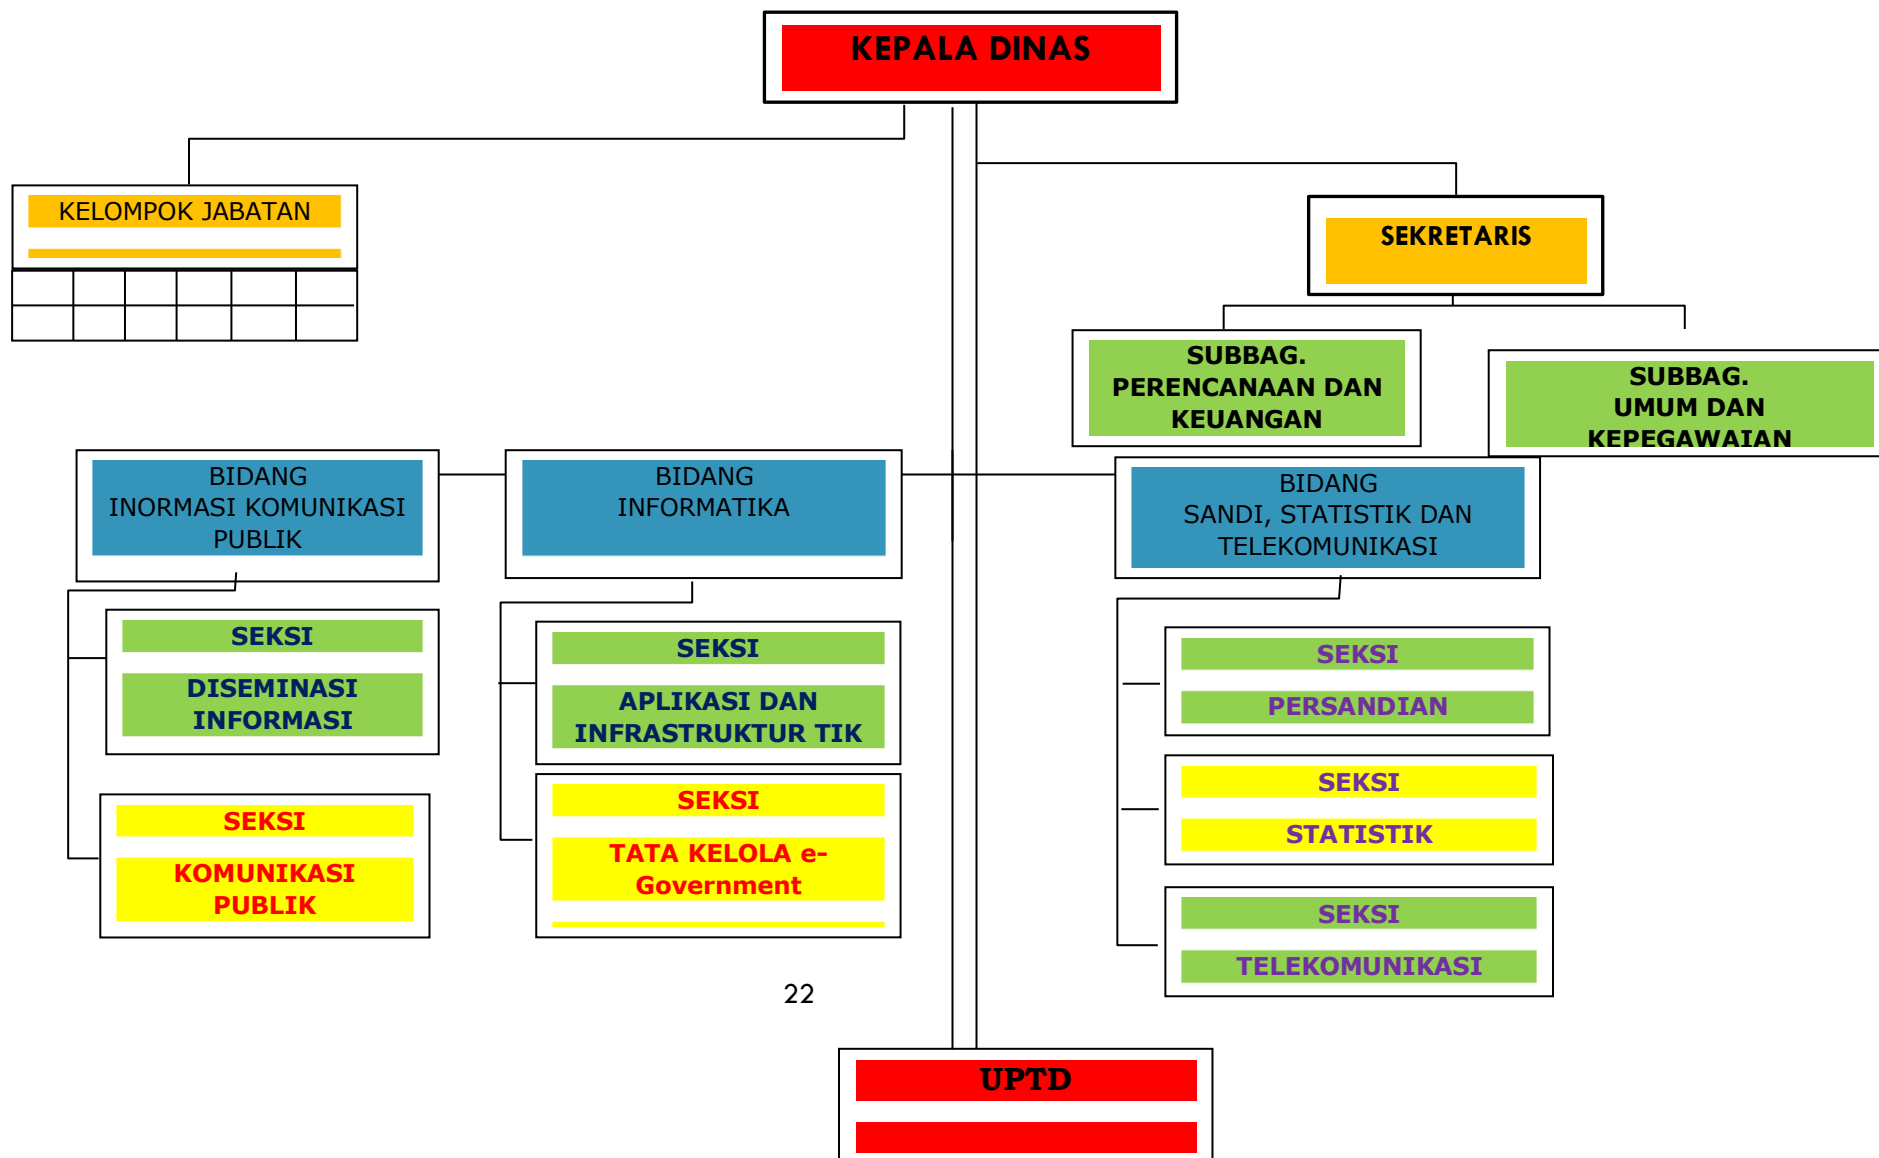 KEPALA DINAS
KELOMPOK JABATAN
SEKRETARIS
SUBBAG.
PERENCANAAN DAN
KEUANGAN
SUBBAG.
UMUM DAN
KEPEGAWAIAN
BIDANG
INORMASI KOMUNIKASI
PUBLIK
BIDANG
INFORMATIKA
BIDANG
SANDI, STATISTIK DAN
TELEKOMUNIKASI
SEKSI
DISEMINASI
INFORMASI
SEKSI
KOMUNIKASI
PUBLIK
SEKSI
APLIKASI DAN
INFRASTRUKTUR TIK
SEKSI
TATA KELOLA e-
Government
SEKSI
PERSANDIAN
SEKSI
STATISTIK
SEKSI
TELEKOMUNIKASI
22
UPTD